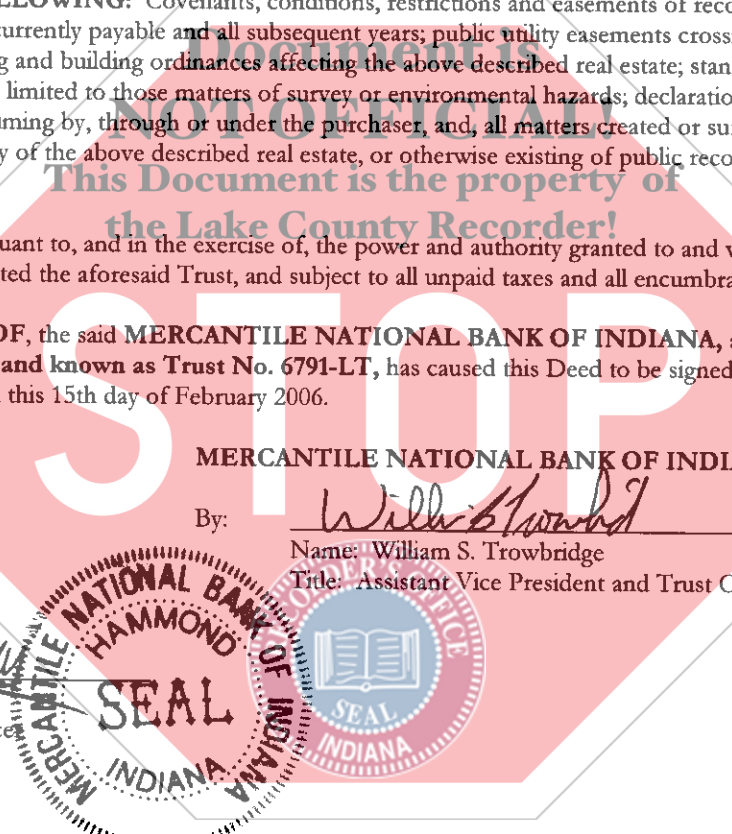 LLOWING: Covenants, conditions, restrictions and easements of reco
urrently payable and all subsequent years; public utility easements cross
g and building ordinances affecting the above described real estate; stan
limited to those matters of survey or environmental hazards; declaratio
ming by, through or under the purchaser, and, all matters created or su
y of the above described real estate, or otherwise existing of public reco
Document is
NOT OFFICIAL!
This Document is the property of
the Lake County Recorder!
uant to, and in the exercise of, the power and authority granted to and v
ted the aforesaid Trust, and subject to all unpaid taxes and all encumbra
STOP
OF, the said MERCANTILE NATIONAL BANK OF INDIANA, a
and known as Trust No. 6791-LT, has caused this Deed to be signed
this 15th day of February 2006.
MERCANTILE NATIONAL BANK OF INDI
By:
Name: William S. Trowbridge
Title: Assistant Vice President and Trust O
MERCANTILE NATIONAL BANK OF INDIANA
HAMMOND
SEAL
INDIANA
RECORDER'S OFFICE
SEAL
INDIANA